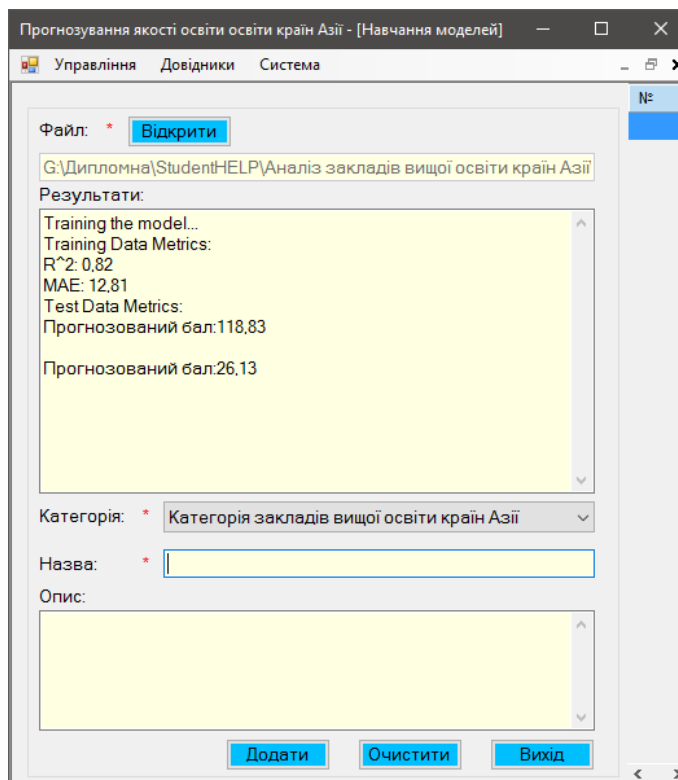 Прогнозування якості освіти освіти країн Азії - [Навчання моделей]
Управління Довідники Система
№
Файл: * Відкрити
G:\Дипломна\StudentHELP\Аналіз закладів вищої освіти країн Азії
Результати:
Training the model...
Training Data Metrics:
R^2: 0,82
MAE: 12,81
Test Data Metrics:
Прогнозований бал:118,83
Прогнозований бал:26,13
Категорія: * Категорія закладів вищої освіти країн Азії
Назва: *
Опис:
Додати Очистити Вихід